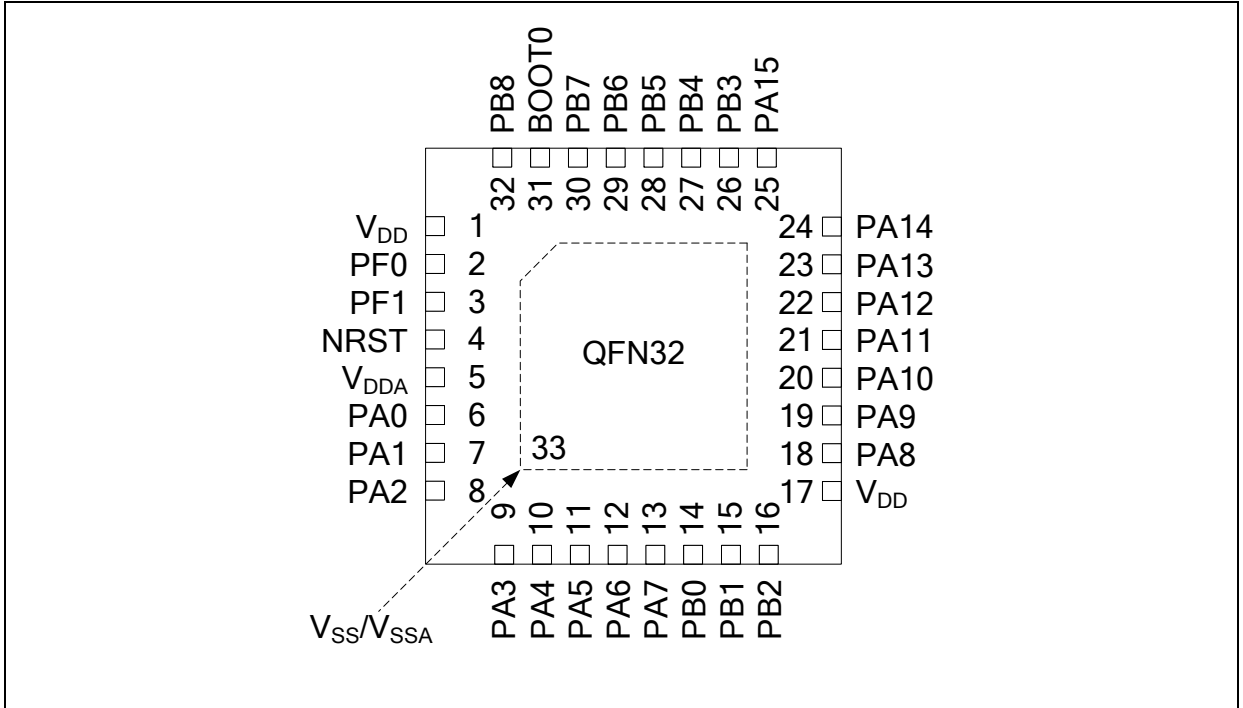 PB8
BOOT0
PB7
PB6
PB5
PB4
PB3
PA15
32
31
30
29
28
27
26
25
VDD 1
PF0 2
PF1 3
NRST 4
VDDA 5
PA0 6
PA1 7
PA2 8
QFN32
33
24 PA14
23 PA13
22 PA12
21 PA11
20 PA10
19 PA9
18 PA8
17 VDD
9
10
11
12
13
14
15
16
PA3
PA4
PA5
PA6
PA7
PB0
PB1
PB2
VSS/VSSA